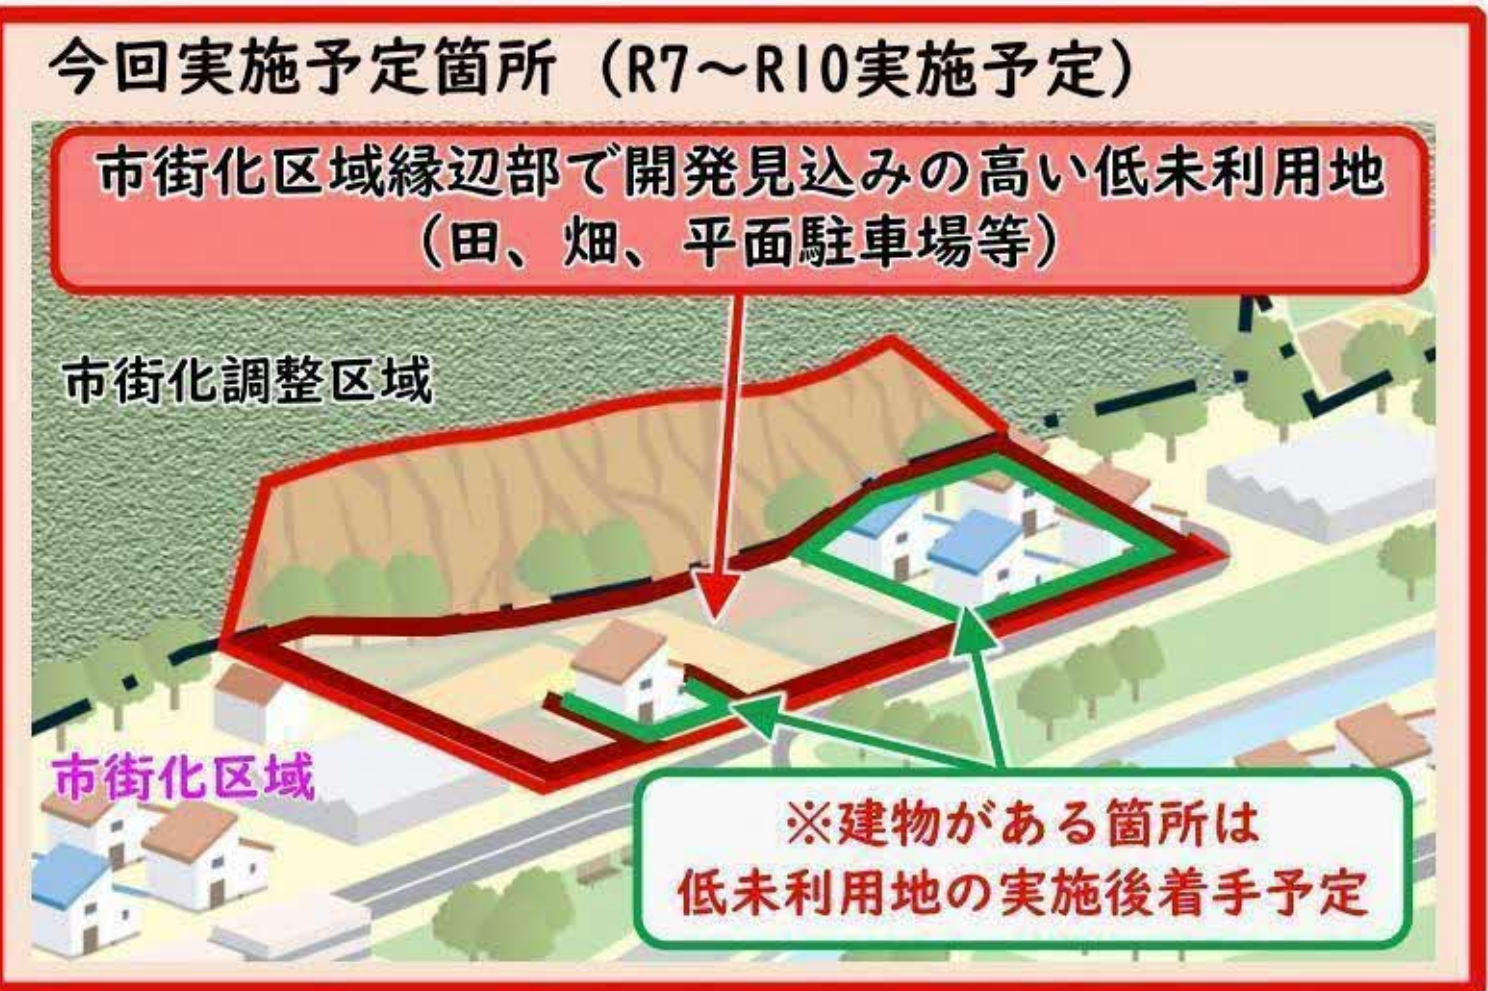 今回実施予定箇所（R7～R10実施予定）
市街化区域縁辺部で開発見込みの高い低未利用地
（田、畑、平面駐車場等）
市街化調整区域
市街化区域
※建物がある箇所は
低未利用地の実施後着手予定